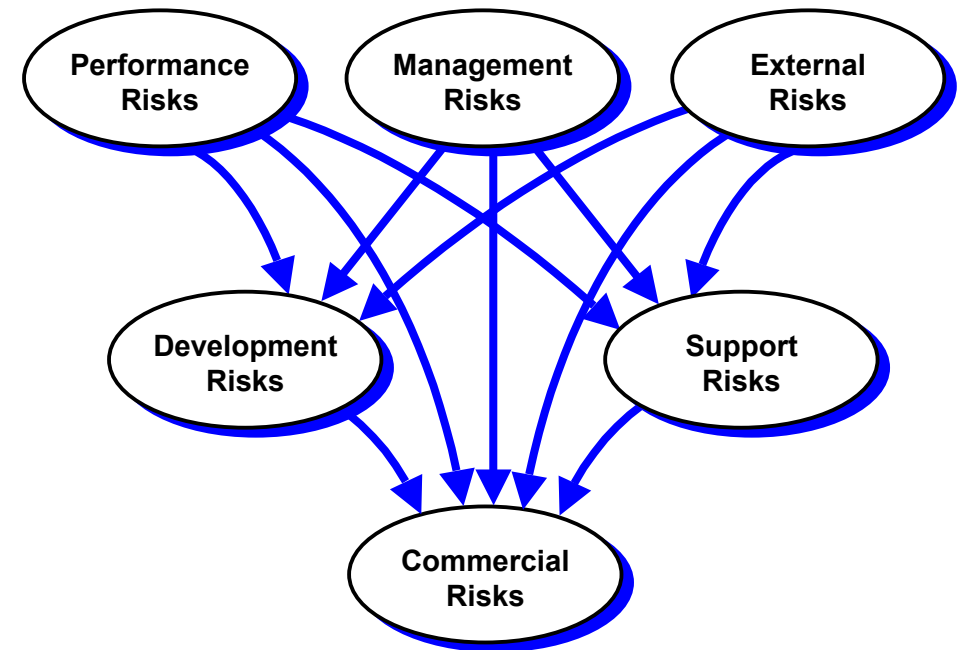 Performance
Risks
Management
Risks
External
Risks
Development
Risks
Support
Risks
Commercial
Risks